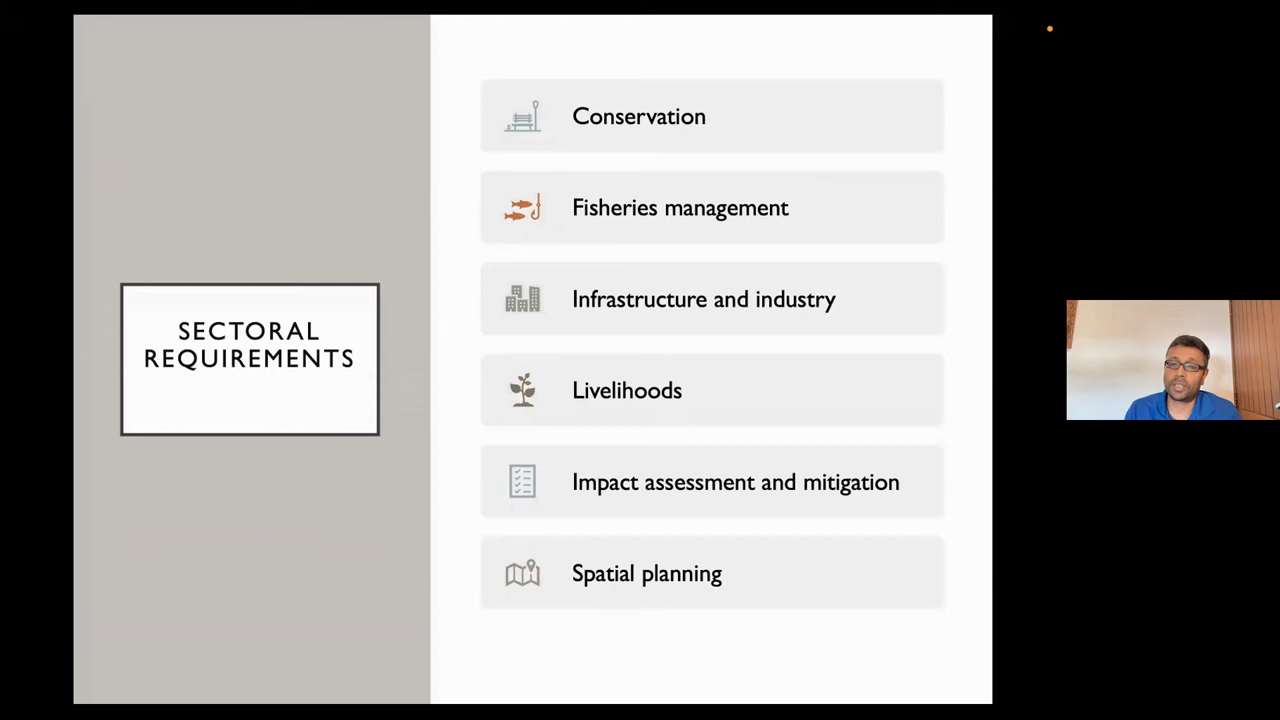 SECTORAL
REQUIREMENTS
Conservation
Fisheries management
Infrastructure and industry
Livelihoods
Impact assessment and mitigation
Spatial planning